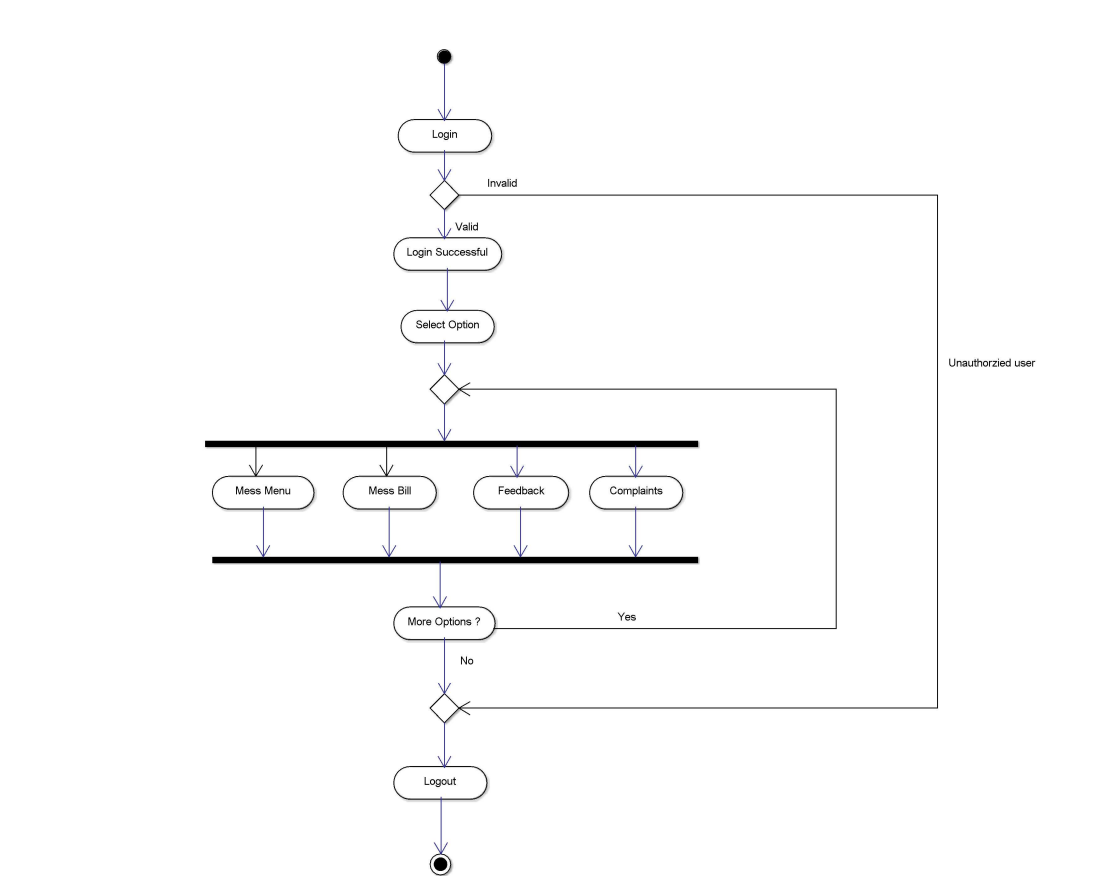 Login
Invalid
Valid
Login Successful
Select Option
Unauthorzied user
Mess Menu
Mess Bill
Feedback
Complaints
More Options ?
Yes
No
Logout